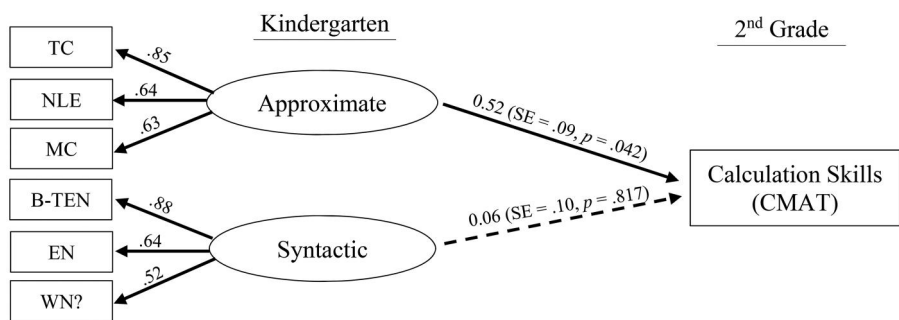 Kindergarten
2nd Grade
TC
.85
NLE
.64
MC
.63
Approximate
0.52 (SE = .09, p = .042)
Calculation Skills
(CMAT)
B-TEN
.88
EN
.64
WN?
.52
Syntactic
0.06 (SE = .10, p = .817)